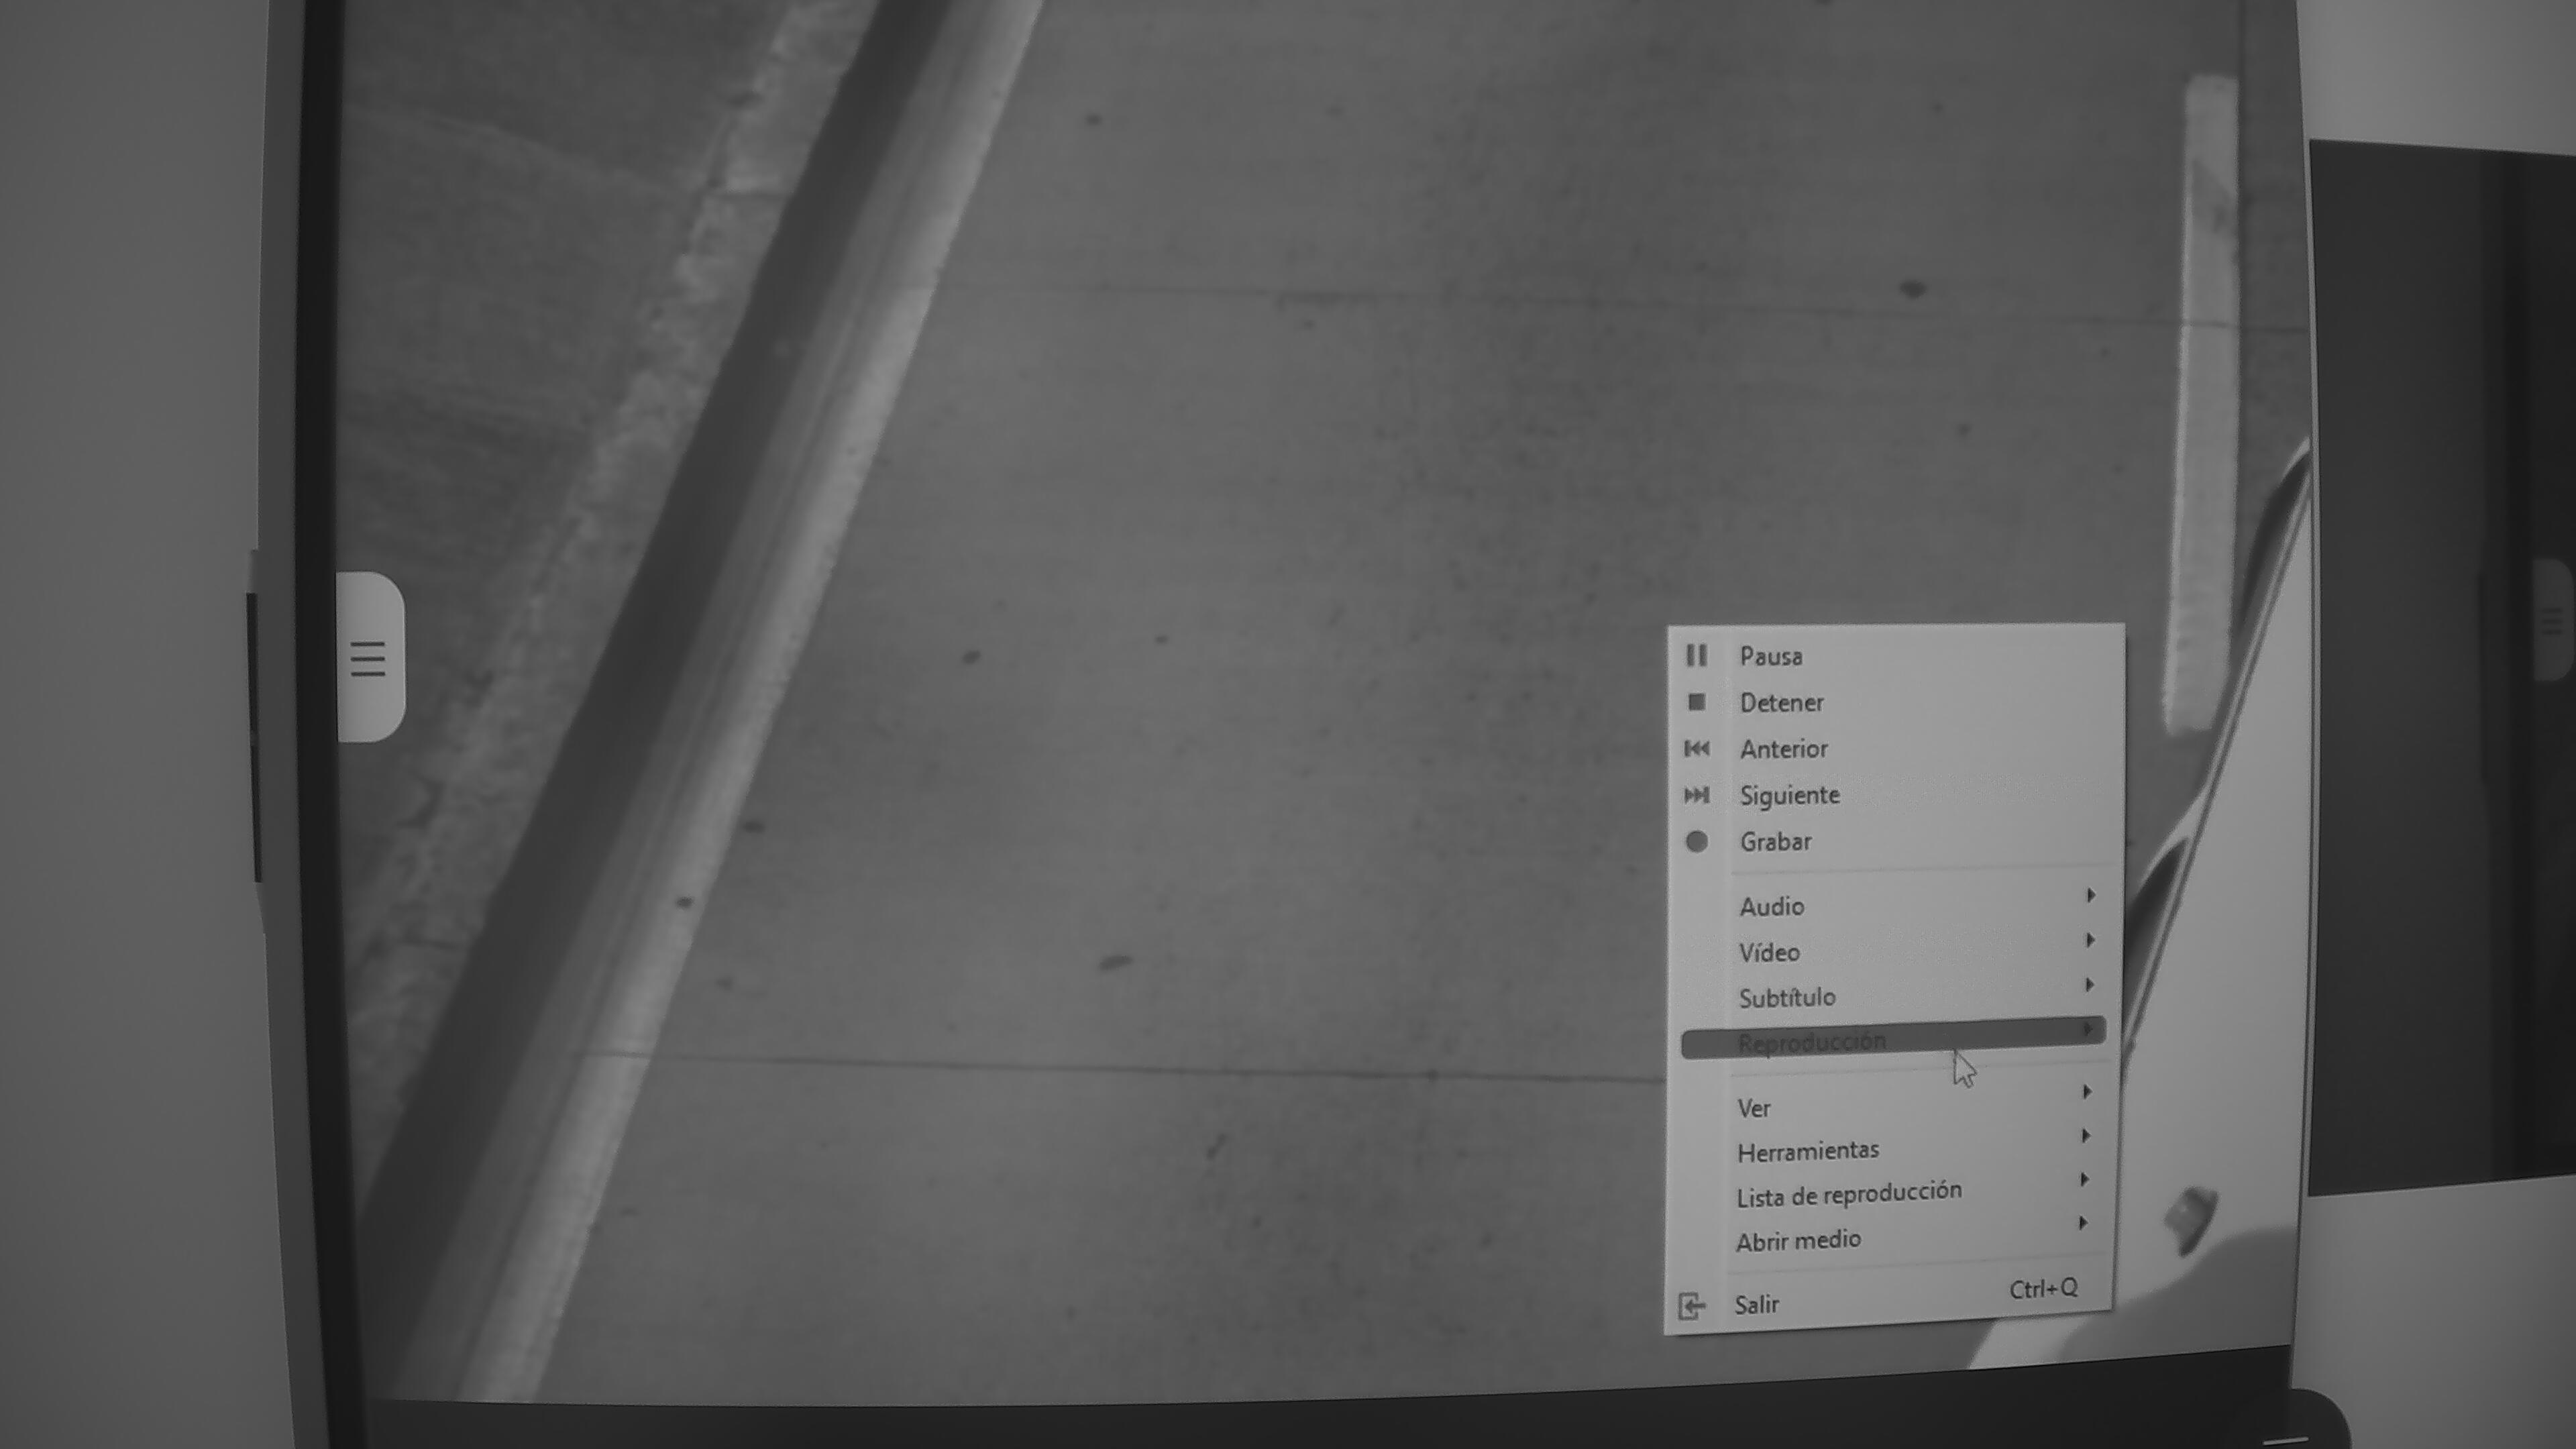 Pausa
Detener
Anterior
Siguiente
Grabar
Audio
Vídeo
Subtítulo
Reproducción
Ver
Herramientas
Lista de reproducción
Abrir medio
Salir Ctrl+Q